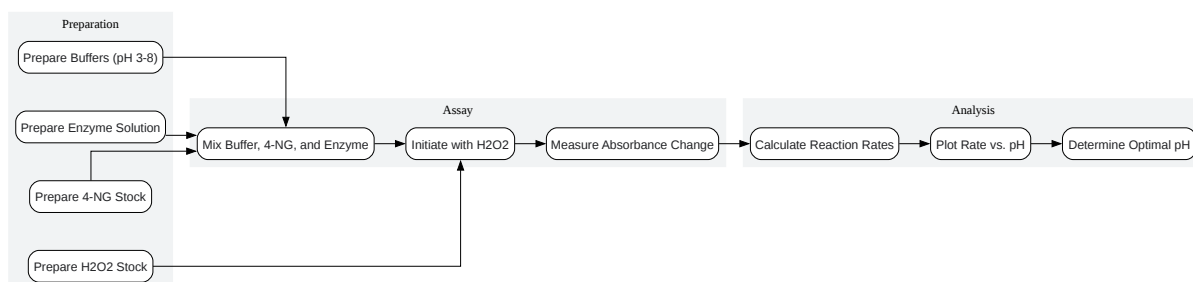 Preparation
Prepare Buffers (pH 3-8)
Prepare Enzyme Solution
Prepare 4-NG Stock
Prepare H2O2 Stock
Assay
Mix Buffer, 4-NG, and Enzyme
Initiate with H2O2
Measure Absorbance Change
Analysis
Calculate Reaction Rates
Plot Rate vs. pH
Determine Optimal pH